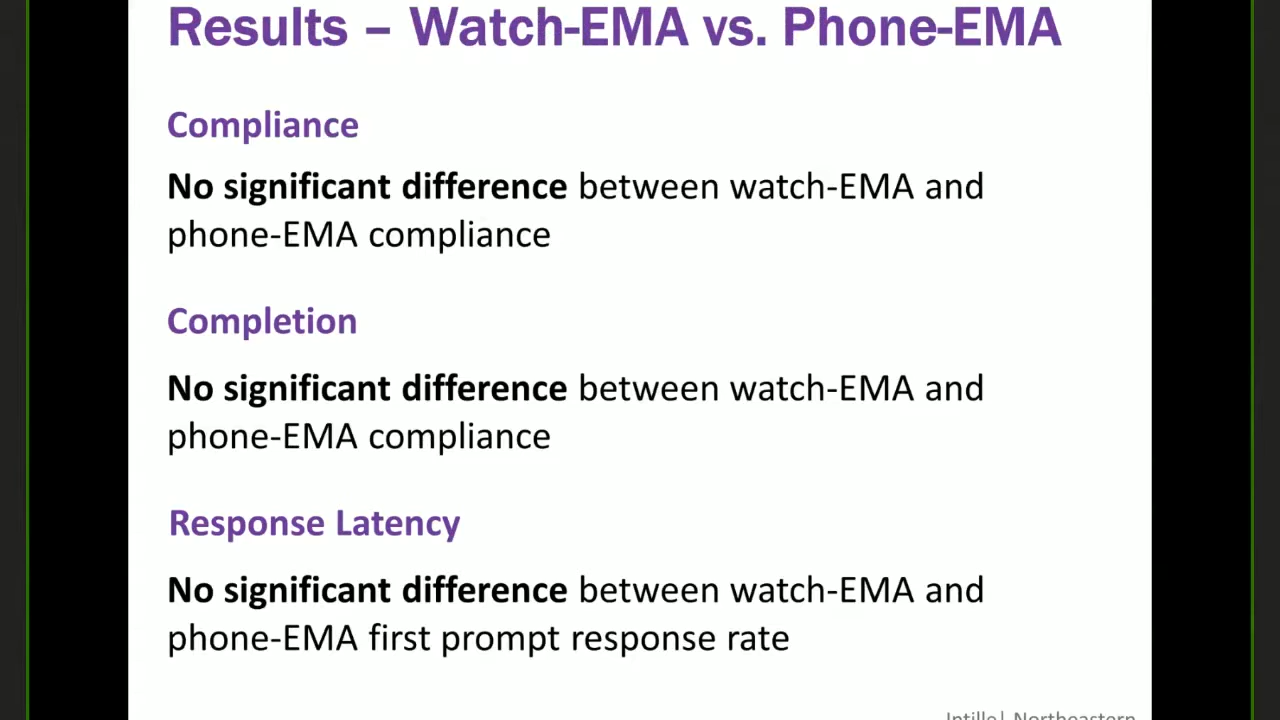 Results – Watch-EMA vs. Phone-EMA
Compliance
No significant difference between watch-EMA and
phone-EMA compliance
Completion
No significant difference between watch-EMA and
phone-EMA compliance
Response Latency
No significant difference between watch-EMA and
phone-EMA first prompt response rate
Intille| Northeastern